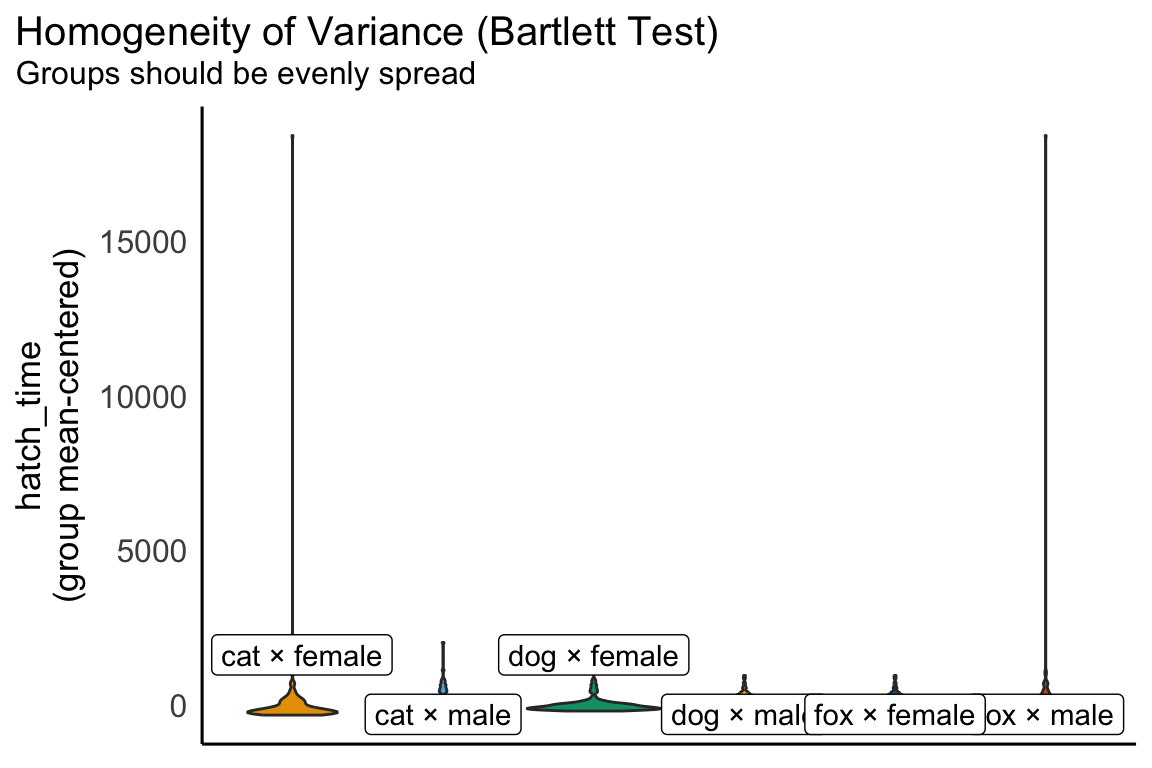 Homogeneity of Variance (Bartlett Test)
Groups should be evenly spread
hatch_time
(group mean-centered)
15000
10000
5000
0
cat × female
cat × male
dog × female
dog × male
fox × female
ox × male